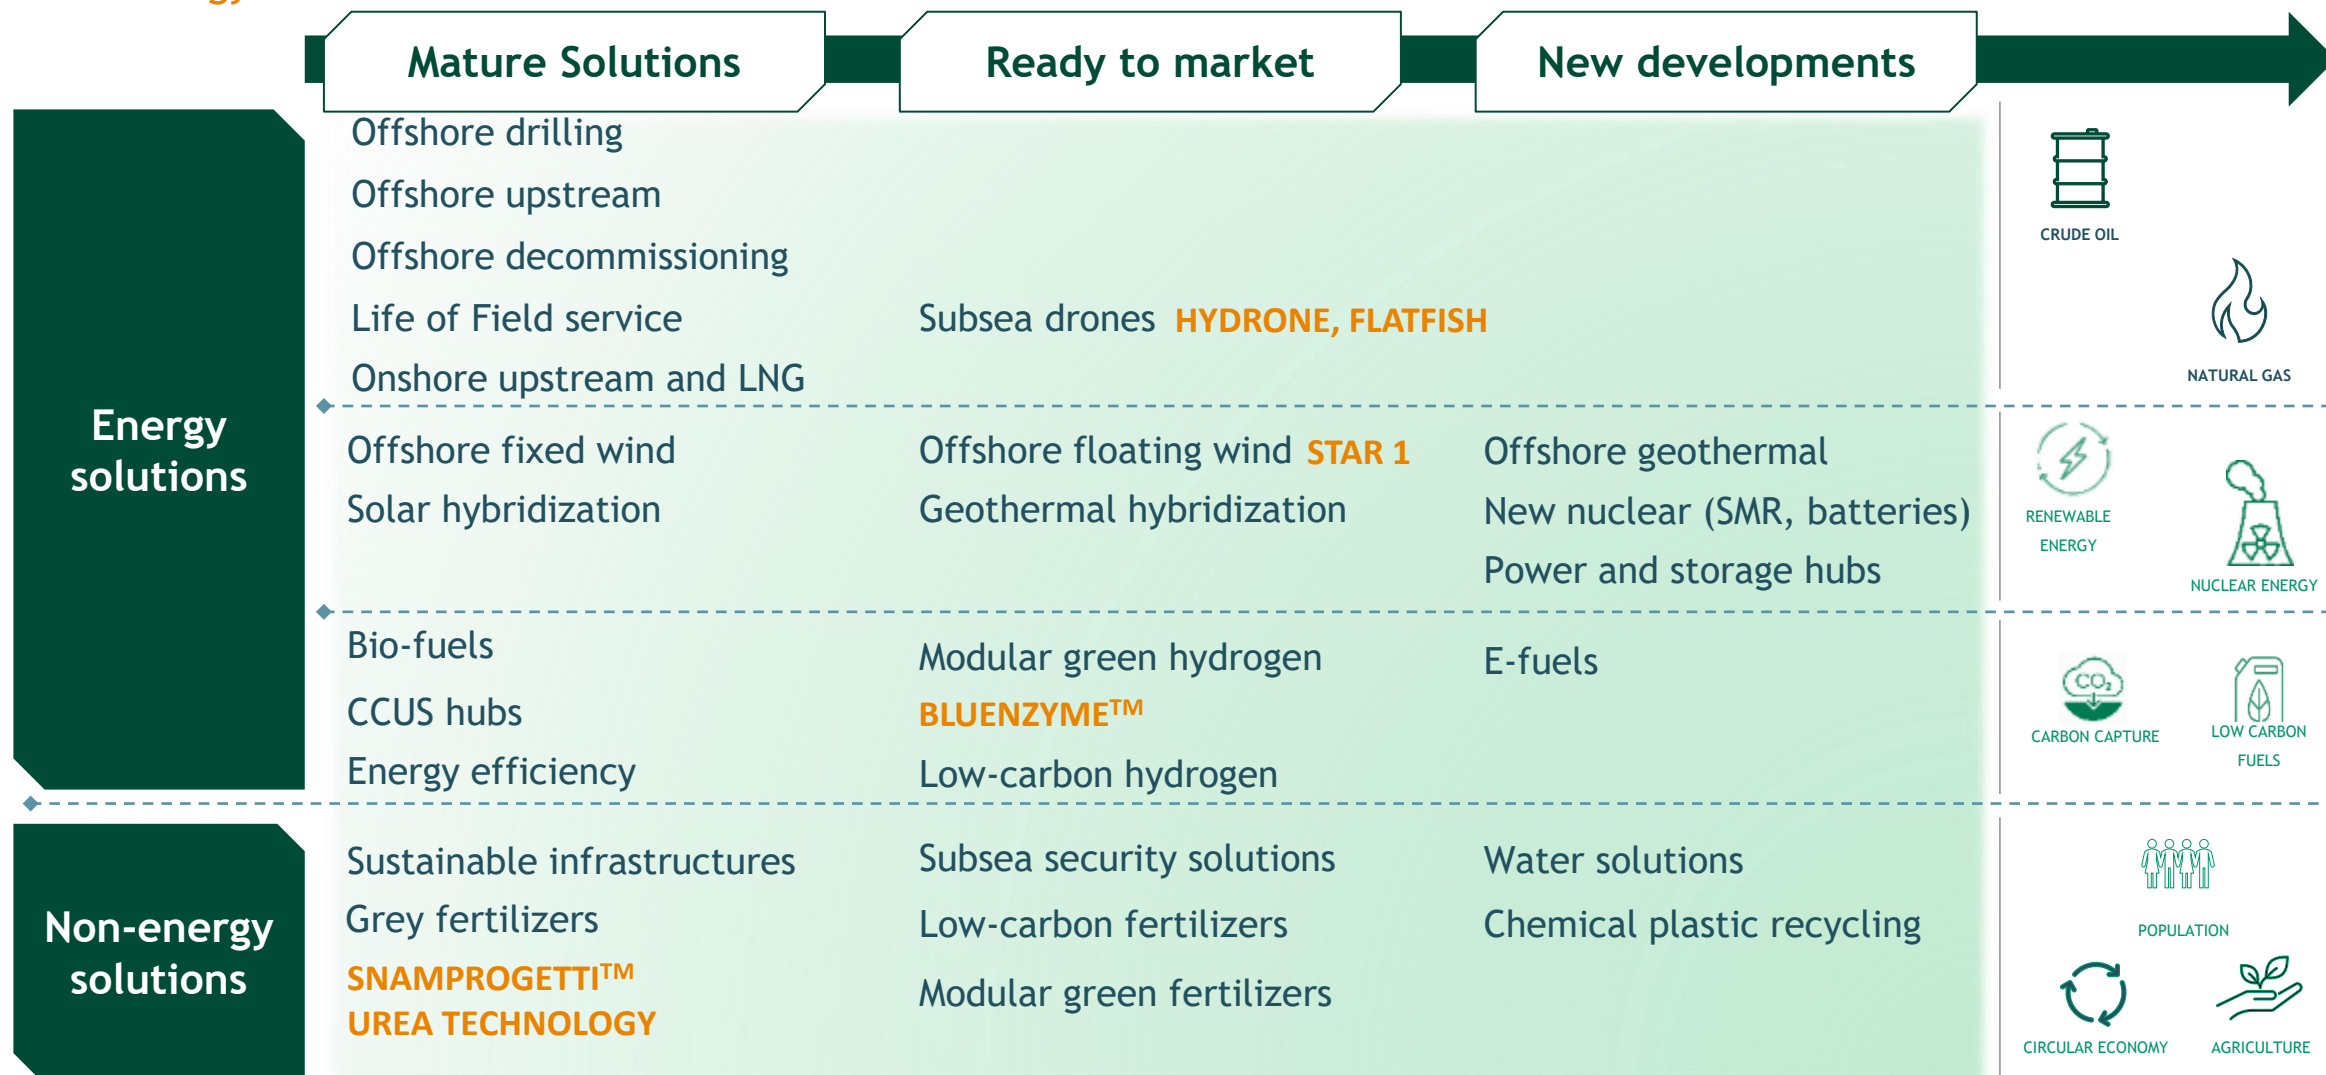 Mature Solutions
Ready to market
New developments
Energy
solutions
Offshore drilling
Offshore upstream
Offshore decommissioning
Life of Field service
Subsea drones HYDRONE, FLATFISH
Onshore upstream and LNG
CRUDE OIL
NATURAL GAS
Offshore fixed wind
Offshore floating wind STAR 1
Offshore geothermal
Solar hybridization
Geothermal hybridization
New nuclear (SMR, batteries)
Power and storage hubs
RENEWABLE
ENERGY
NUCLEAR ENERGY
Bio-fuels
Modular green hydrogen
E-fuels
CCUS hubs
BLUENZYME™
Energy efficiency
Low-carbon hydrogen
CO₂
CARBON CAPTURE
LOW CARBON
FUELS
Non-energy
solutions
Sustainable infrastructures
Subsea security solutions
Water solutions
Grey fertilizers
Low-carbon fertilizers
Chemical plastic recycling
SNAMPROGETTI™
UREA TECHNOLOGY
Modular green fertilizers
POPULATION
CIRCULAR ECONOMY
AGRICULTURE